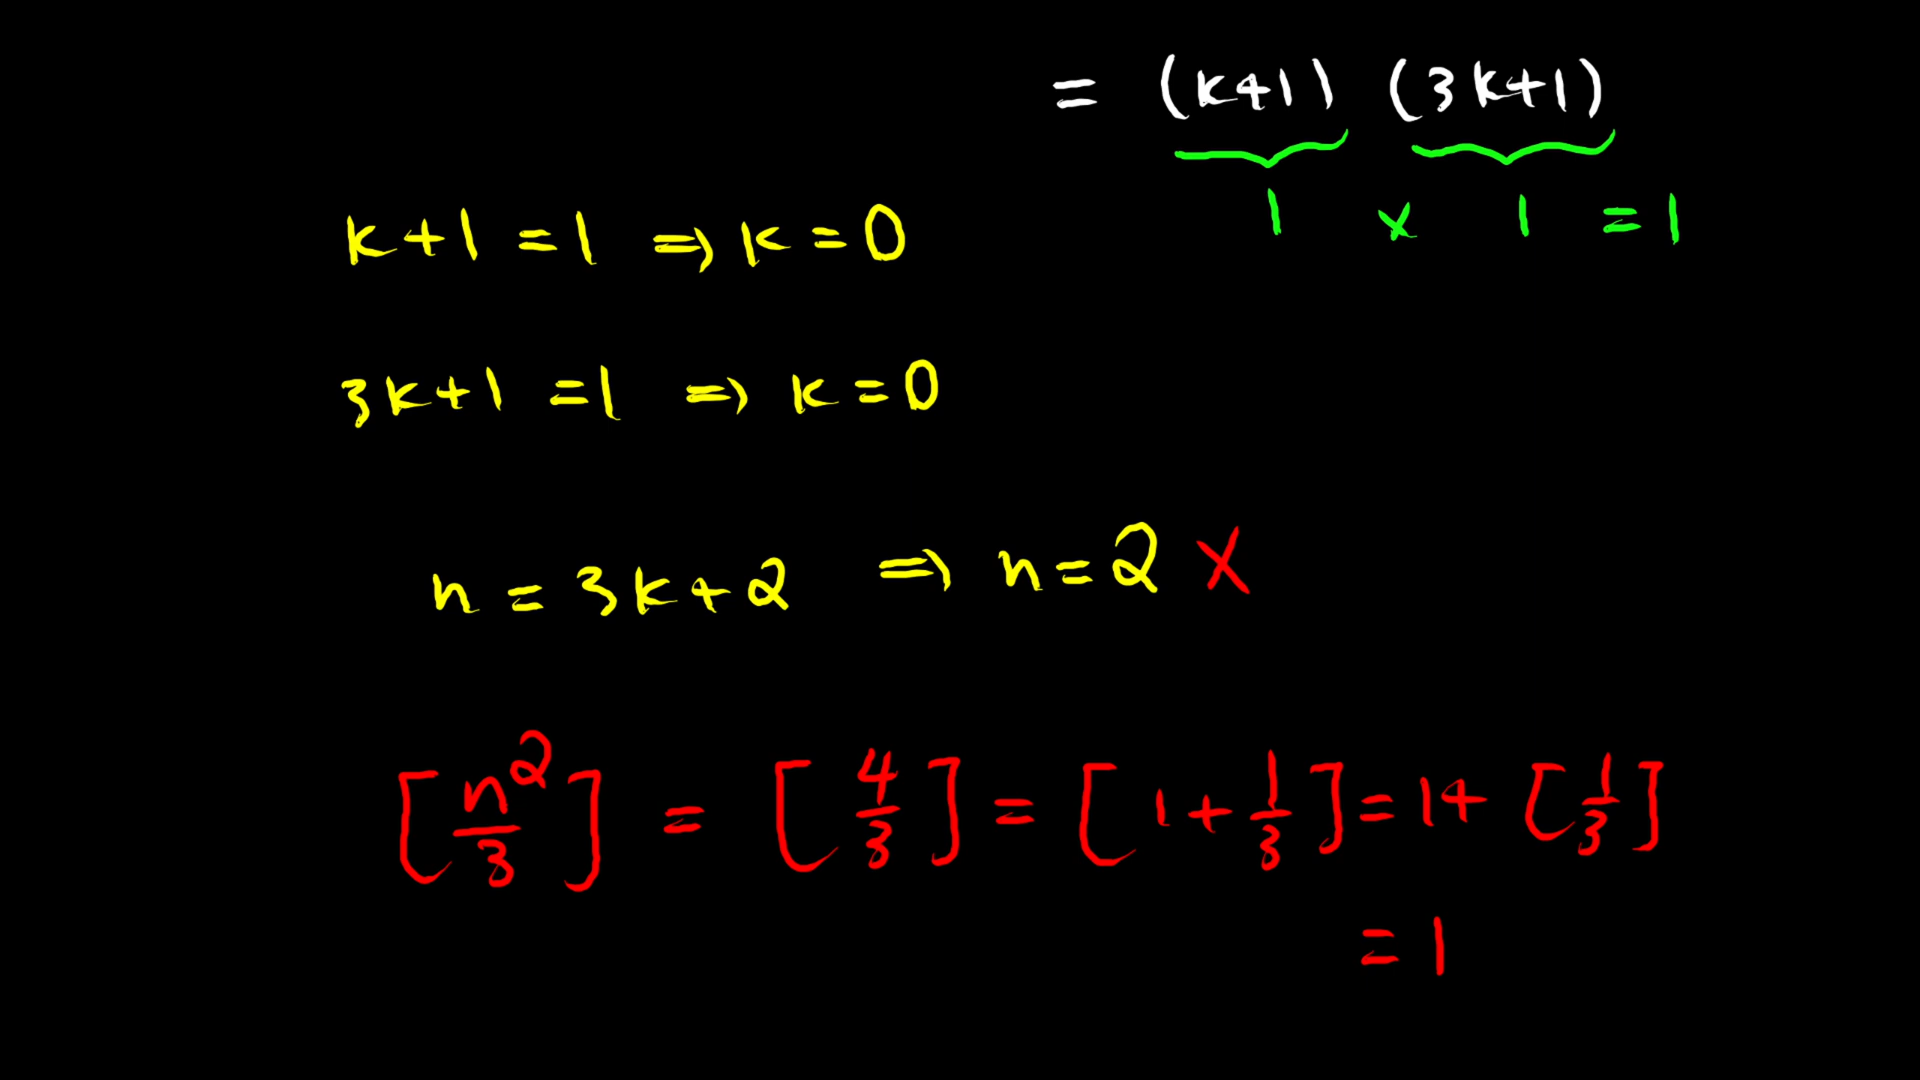 = (k+1) (3k+1)
1 x 1 = 1
k+1 = 1 ⇒ k = 0
3k+1 = 1 ⇒ k = 0
n = 3k+2 ⇒ n = 2 X
[n²/3] = [4/3] = [1 + 1/3] = 1 + [1/3]
= 1